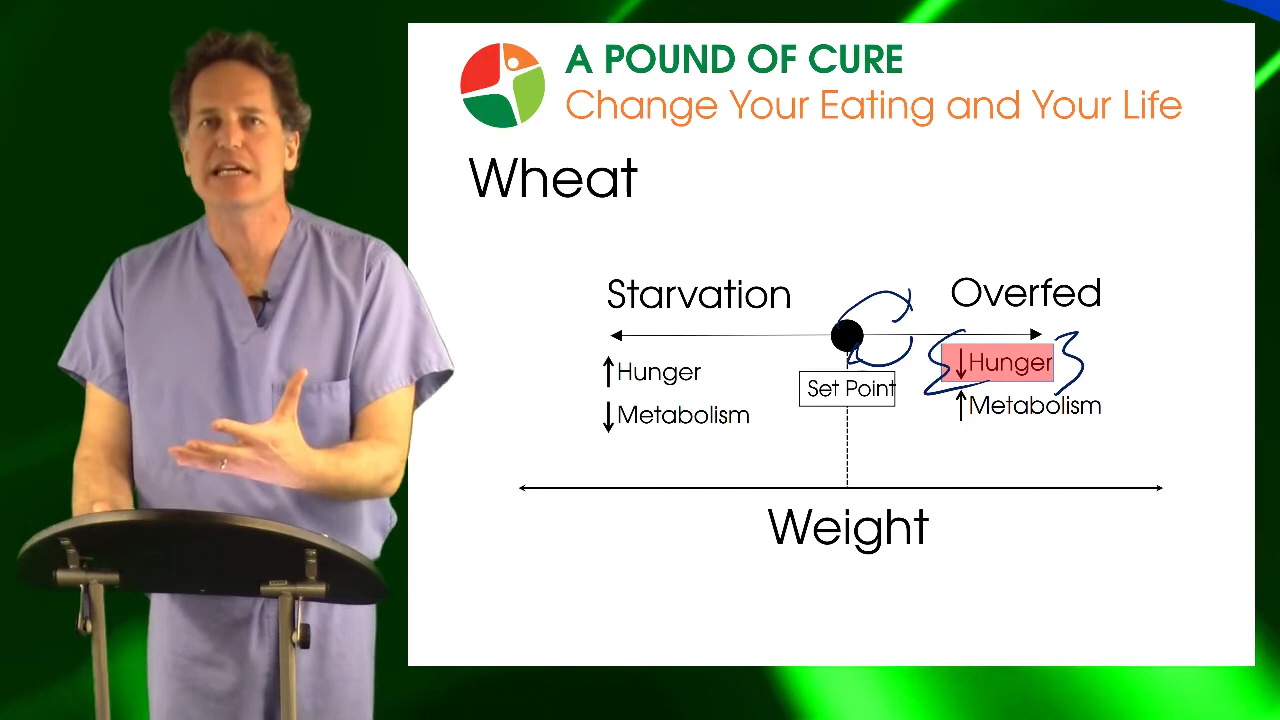 A POUND OF CURE
Change Your Eating and Your Life
Wheat
Starvation
Overfed
↑Hunger
↓Metabolism
Set Point
↓Hunger
↑Metabolism
Weight